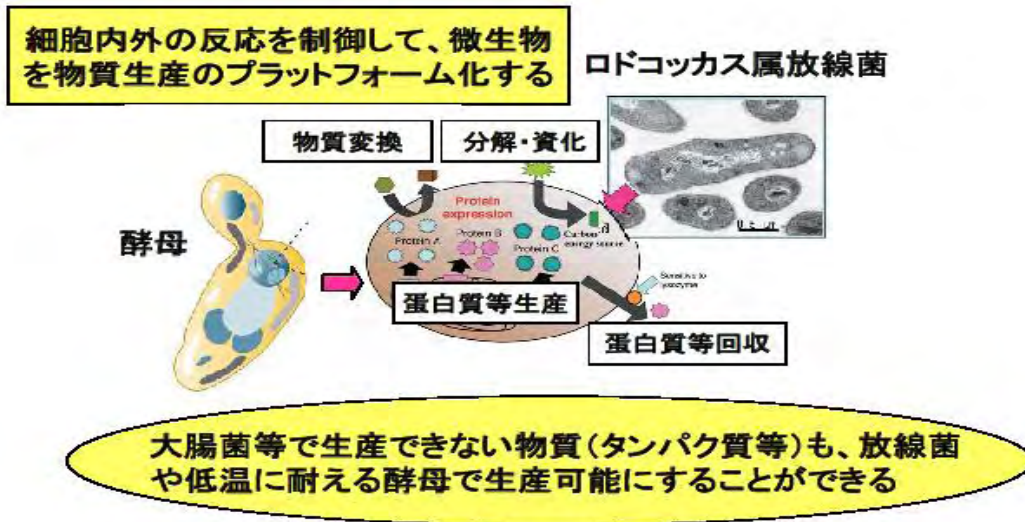 細胞内外の反応を制御して、微生物
を物質生産のプラットフォーム化する
ロドコッカス属放線菌
物質変換
分解・資化
酵母
Protein
expression
Protein A
Protein B
Protein C
Carbon
energy source
Sensitive to
lysozyme
蛋白質等生産
蛋白質等回収
大腸菌等で生産できない物質(タンパク質等)も、放線菌
や低温に耐える酵母で生産可能にすることができる